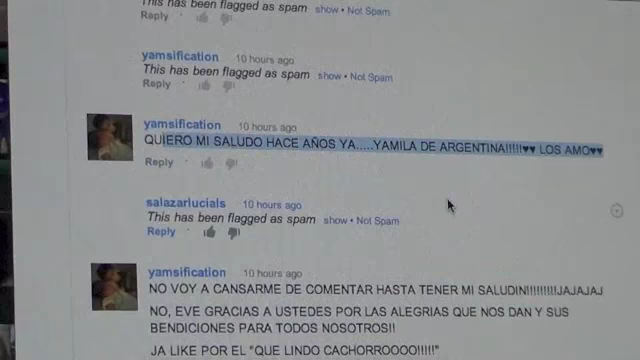 This has been flagged as spam show • Not Spam
Reply
yamsification 10 hours ago
This has been flagged as spam show • Not Spam
Reply
yamsification 10 hours ago
QUIERO MI SALUDO HACE AÑOS YA.....YAMILA DE ARGENTINA!!!!!♥♥ LOS AMO♥♥
Reply
salazarlucials 10 hours ago
This has been flagged as spam show • Not Spam
Reply
yamsification 10 hours ago
NO VOY A CANSARME DE COMENTAR HASTA TENER MI SALUDIN!!!!!!!!!!JAJAJAJ
NO, EVE GRACIAS A USTEDES POR LAS ALEGRIAS QUE NOS DAN Y SUS
BENDICIONES PARA TODOS NOSOTROS!!
JA LIKE POR EL "QUE LINDO CACHORROOOO!!!!!"